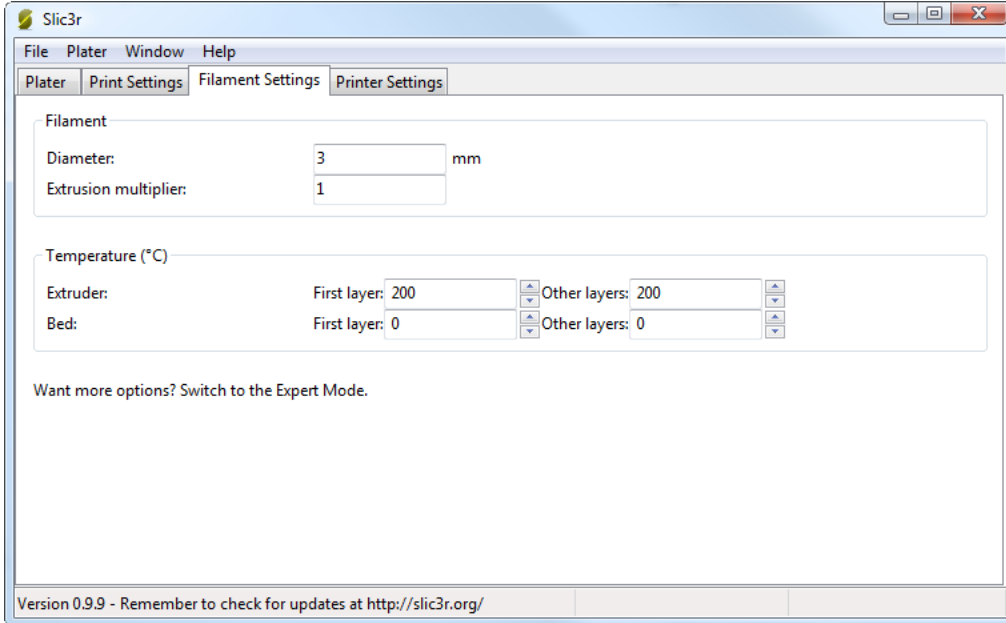 Slic3r
File Plater Window Help
Plater Print Settings Filament Settings Printer Settings
Filament
Diameter: 3 mm
Extrusion multiplier: 1
Temperature (°C)
Extruder: First layer: 200 Other layers: 200
Bed: First layer: 0 Other layers: 0
Want more options? Switch to the Expert Mode.
Version 0.9.9 - Remember to check for updates at http://slic3r.org/